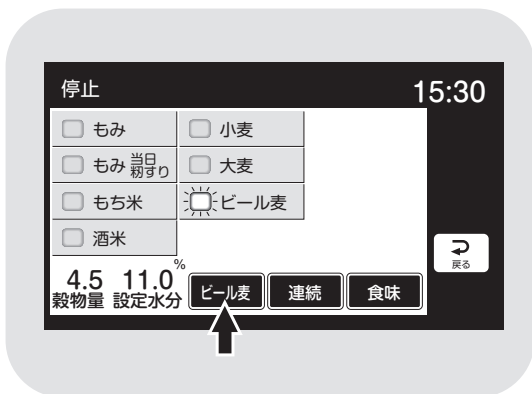 停止 15:30
もみ 小麦
もみ 当日籾すり 大麦
もち米 ビール麦
酒米
戻る
4.5 11.0%
穀物量 設定水分
ビール麦 連続 食味